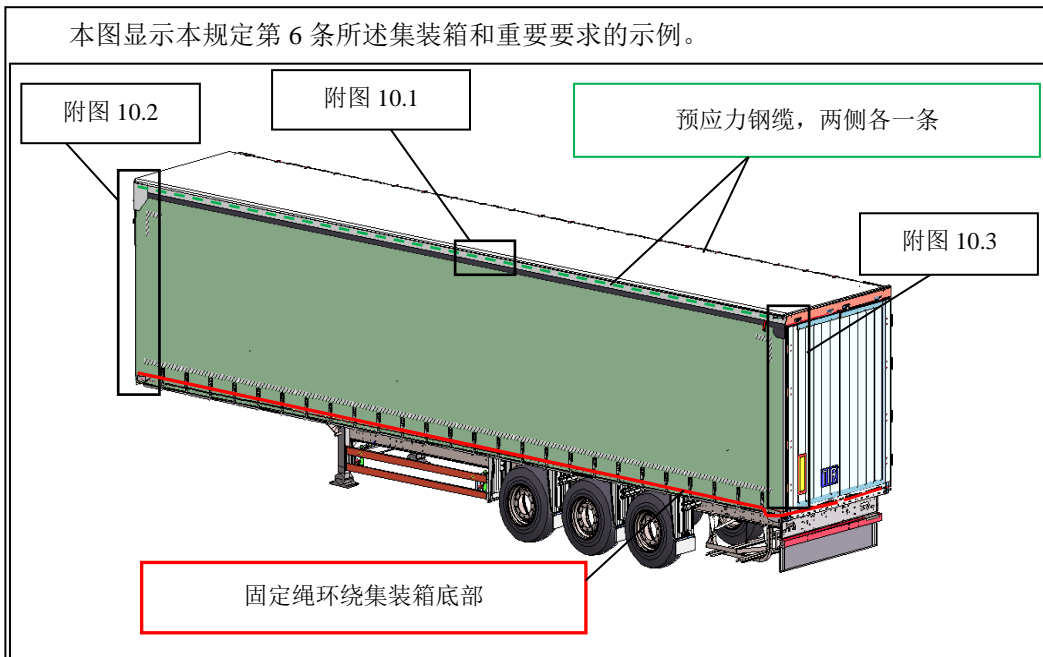 本图显示本规定第 6 条所述集装箱和重要要求的示例。
附图 10.2
附图 10.1
预应力钢缆，两侧各一条
附图 10.3
固定绳环绕集装箱底部